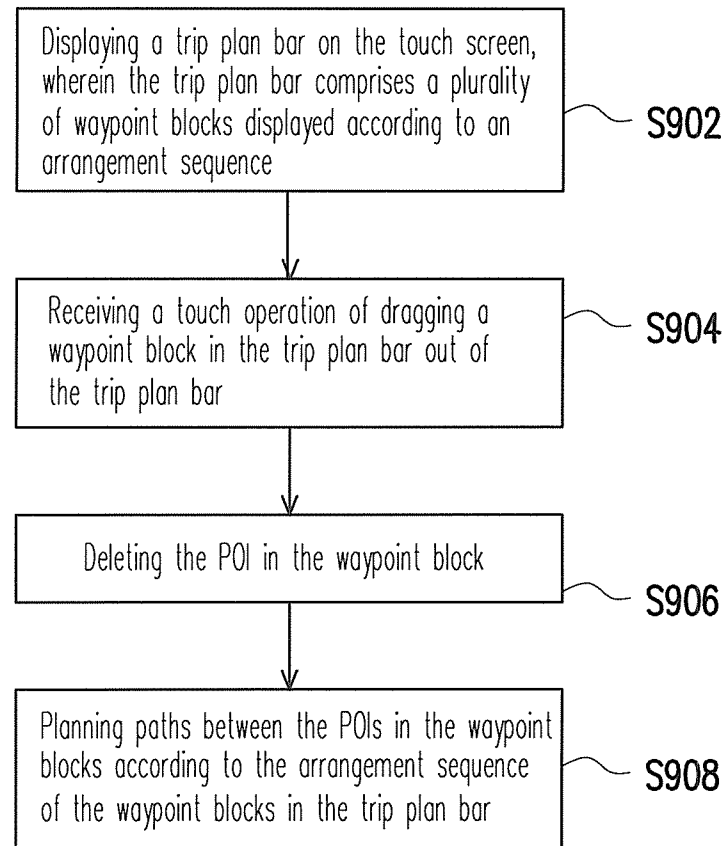 Displaying a trip plan bar on the touch screen,
wherein the trip plan bar comprises a plurality
of waypoint blocks displayed according to an
arrangement sequence
S902
Receiving a touch operation of dragging a
waypoint block in the trip plan bar out of
the trip plan bar
S904
Deleting the POI in the waypoint block
S906
Planning paths between the POIs in the waypoint
blocks according to the arrangement sequence
of the waypoint blocks in the trip plan bar
S908